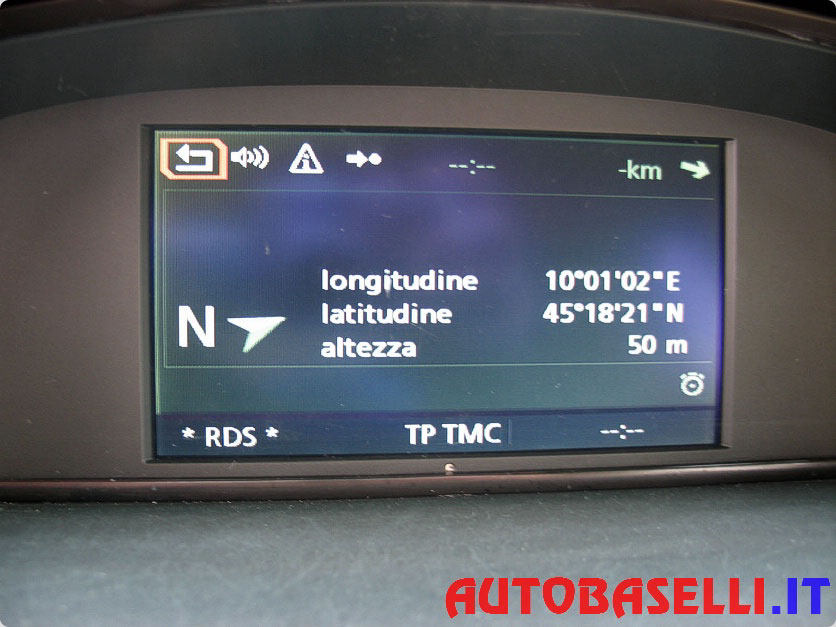 --:-- -km
longitudine 10°01'02"E
N latitudine 45°18'21"N
altezza 50 m
* RDS * TP TMC --:--
AUTOBASELLI.IT